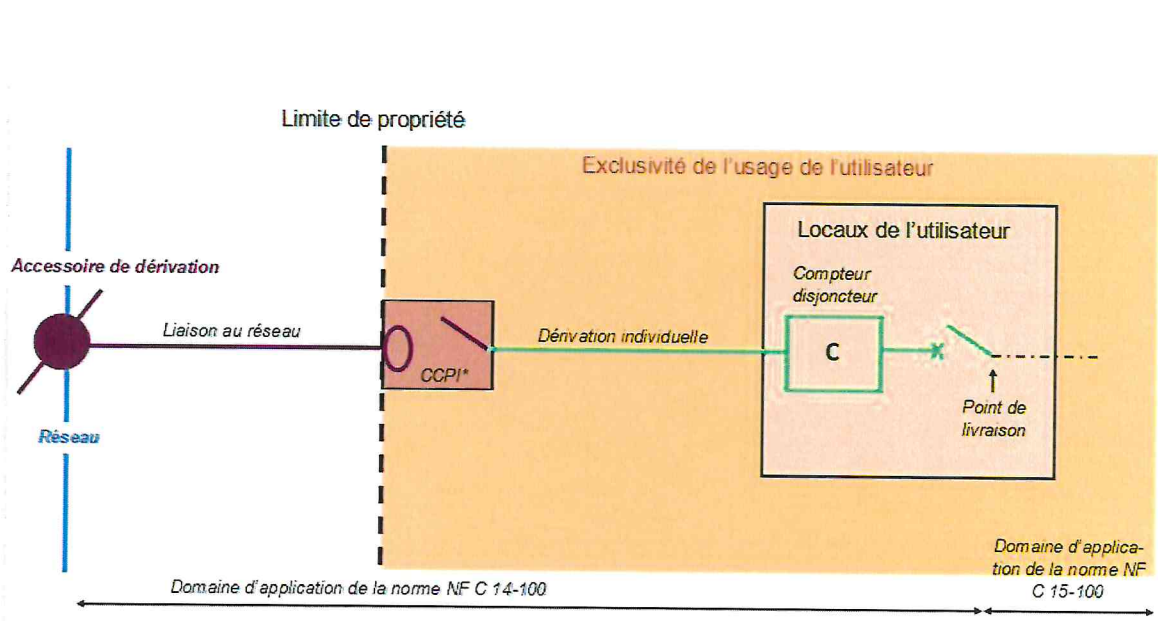 Limite de propriété
Exclusivité de l'usage de l'utilisateur
Locaux de l'utilisateur
Accessoire de dérivation
Compteur
disjoncteur
Liaison au réseau
Dérivation individuelle
C
CCPI*
Point de
livraison
Réseau
Domaine d'applica-
tion de la norme NF
C 15-100
Domaine d'application de la norme NF C 14-100